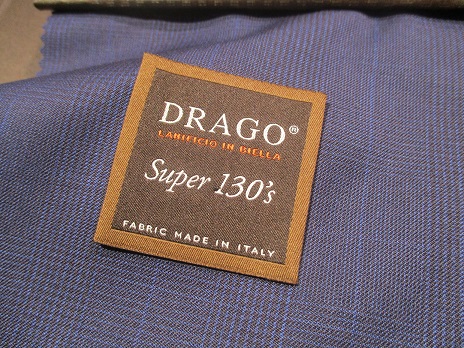 DRAGO®
LANIFICIO IN BIELLA
Super 130's
FABRIC MADE IN ITALY